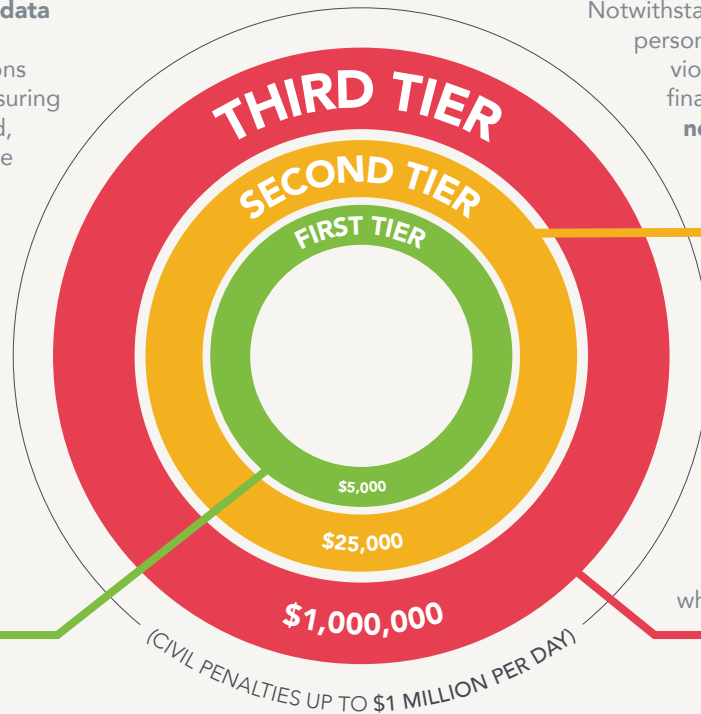 data
ons
suring
d,
e
Notwithsta
person
vio
fina
ne
THIRD TIER
SECOND TIER
FIRST TIER
$5,000
$25,000
$1,000,000
wh
(CIVIL PENALTIES UP TO $1 MILLION PER DAY)